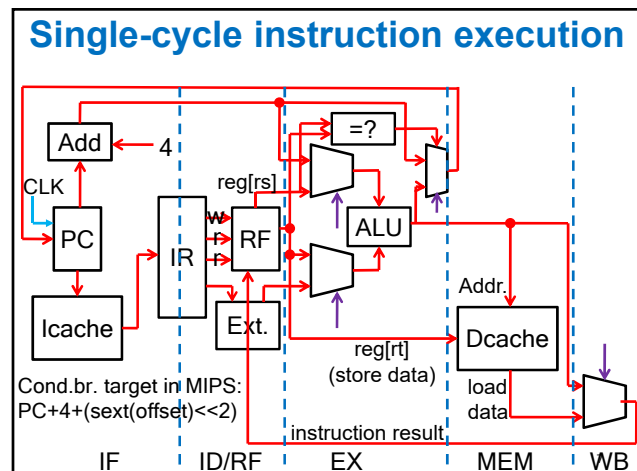 Single-cycle instruction execution
Add
4
=?
CLK
reg[rs]
PC
IR
w
r
r
RF
ALU
Icache
Ext.
Addr.
Dcache
reg[rt]
(store data)
Cond.br. target in MIPS:
PC+4+(sext(offset)<<2)
load
data
instruction result
IF
ID/RF
EX
MEM
WB